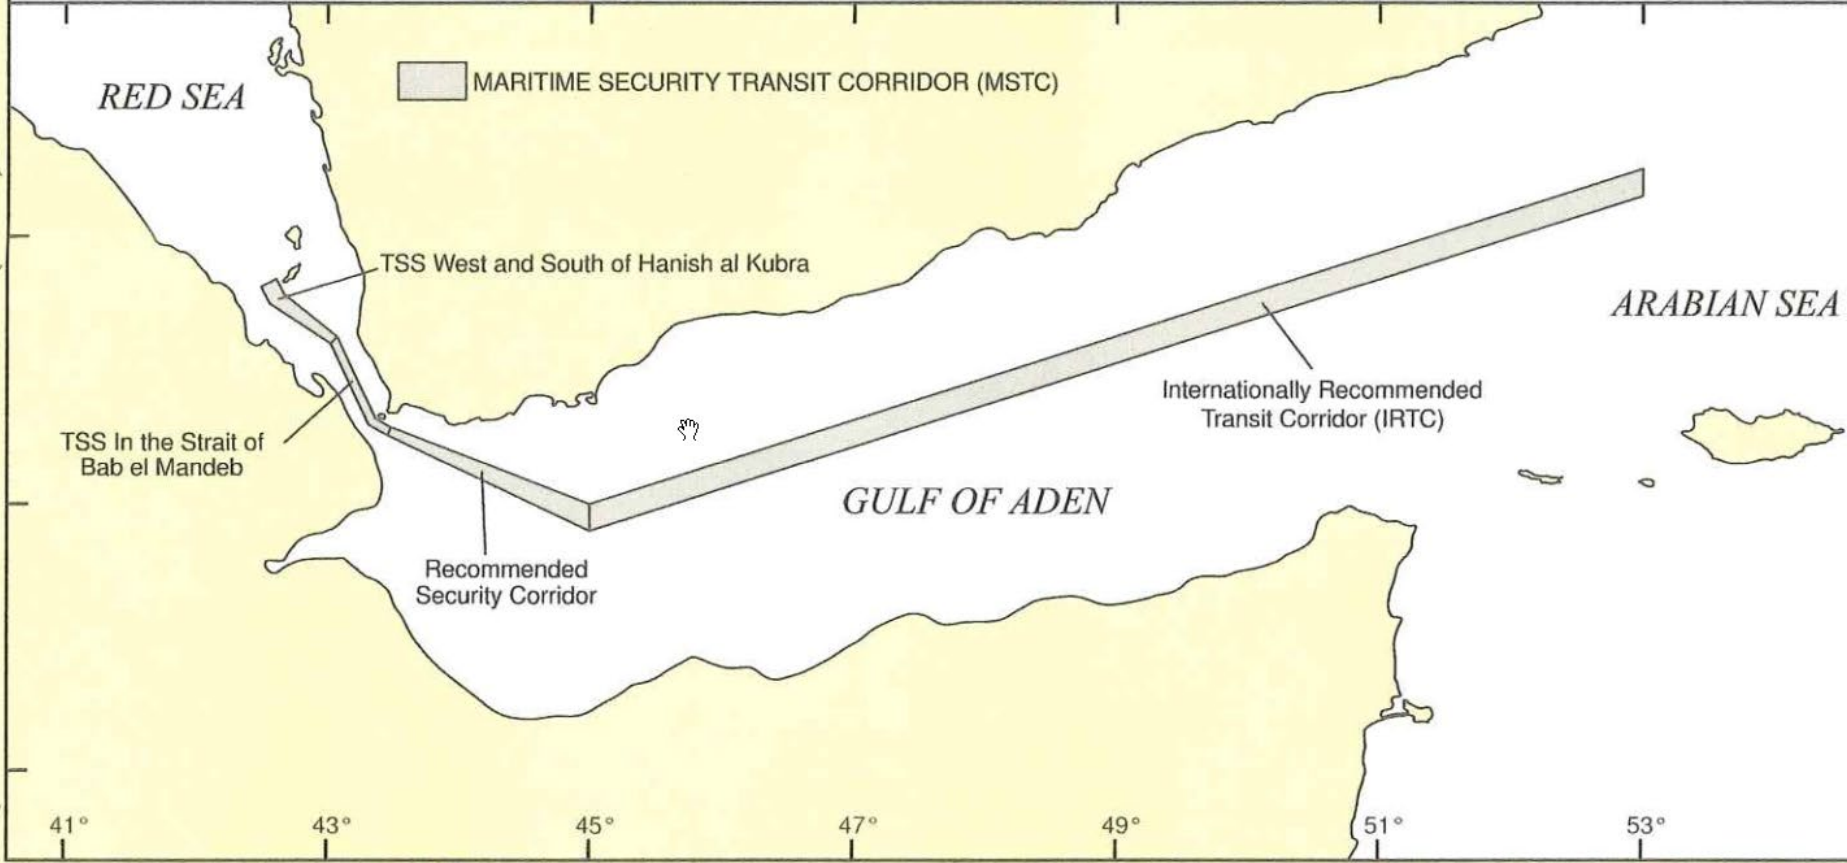 MARITIME SECURITY TRANSIT CORRIDOR (MSTC)
RED SEA
TSS West and South of Hanish al Kubra
ARABIAN SEA
Internationally Recommended
Transit Corridor (IRTC)
TSS In the Strait of
Bab el Mandeb
GULF OF ADEN
Recommended
Security Corridor
41° 43° 45° 47° 49° 51° 53°